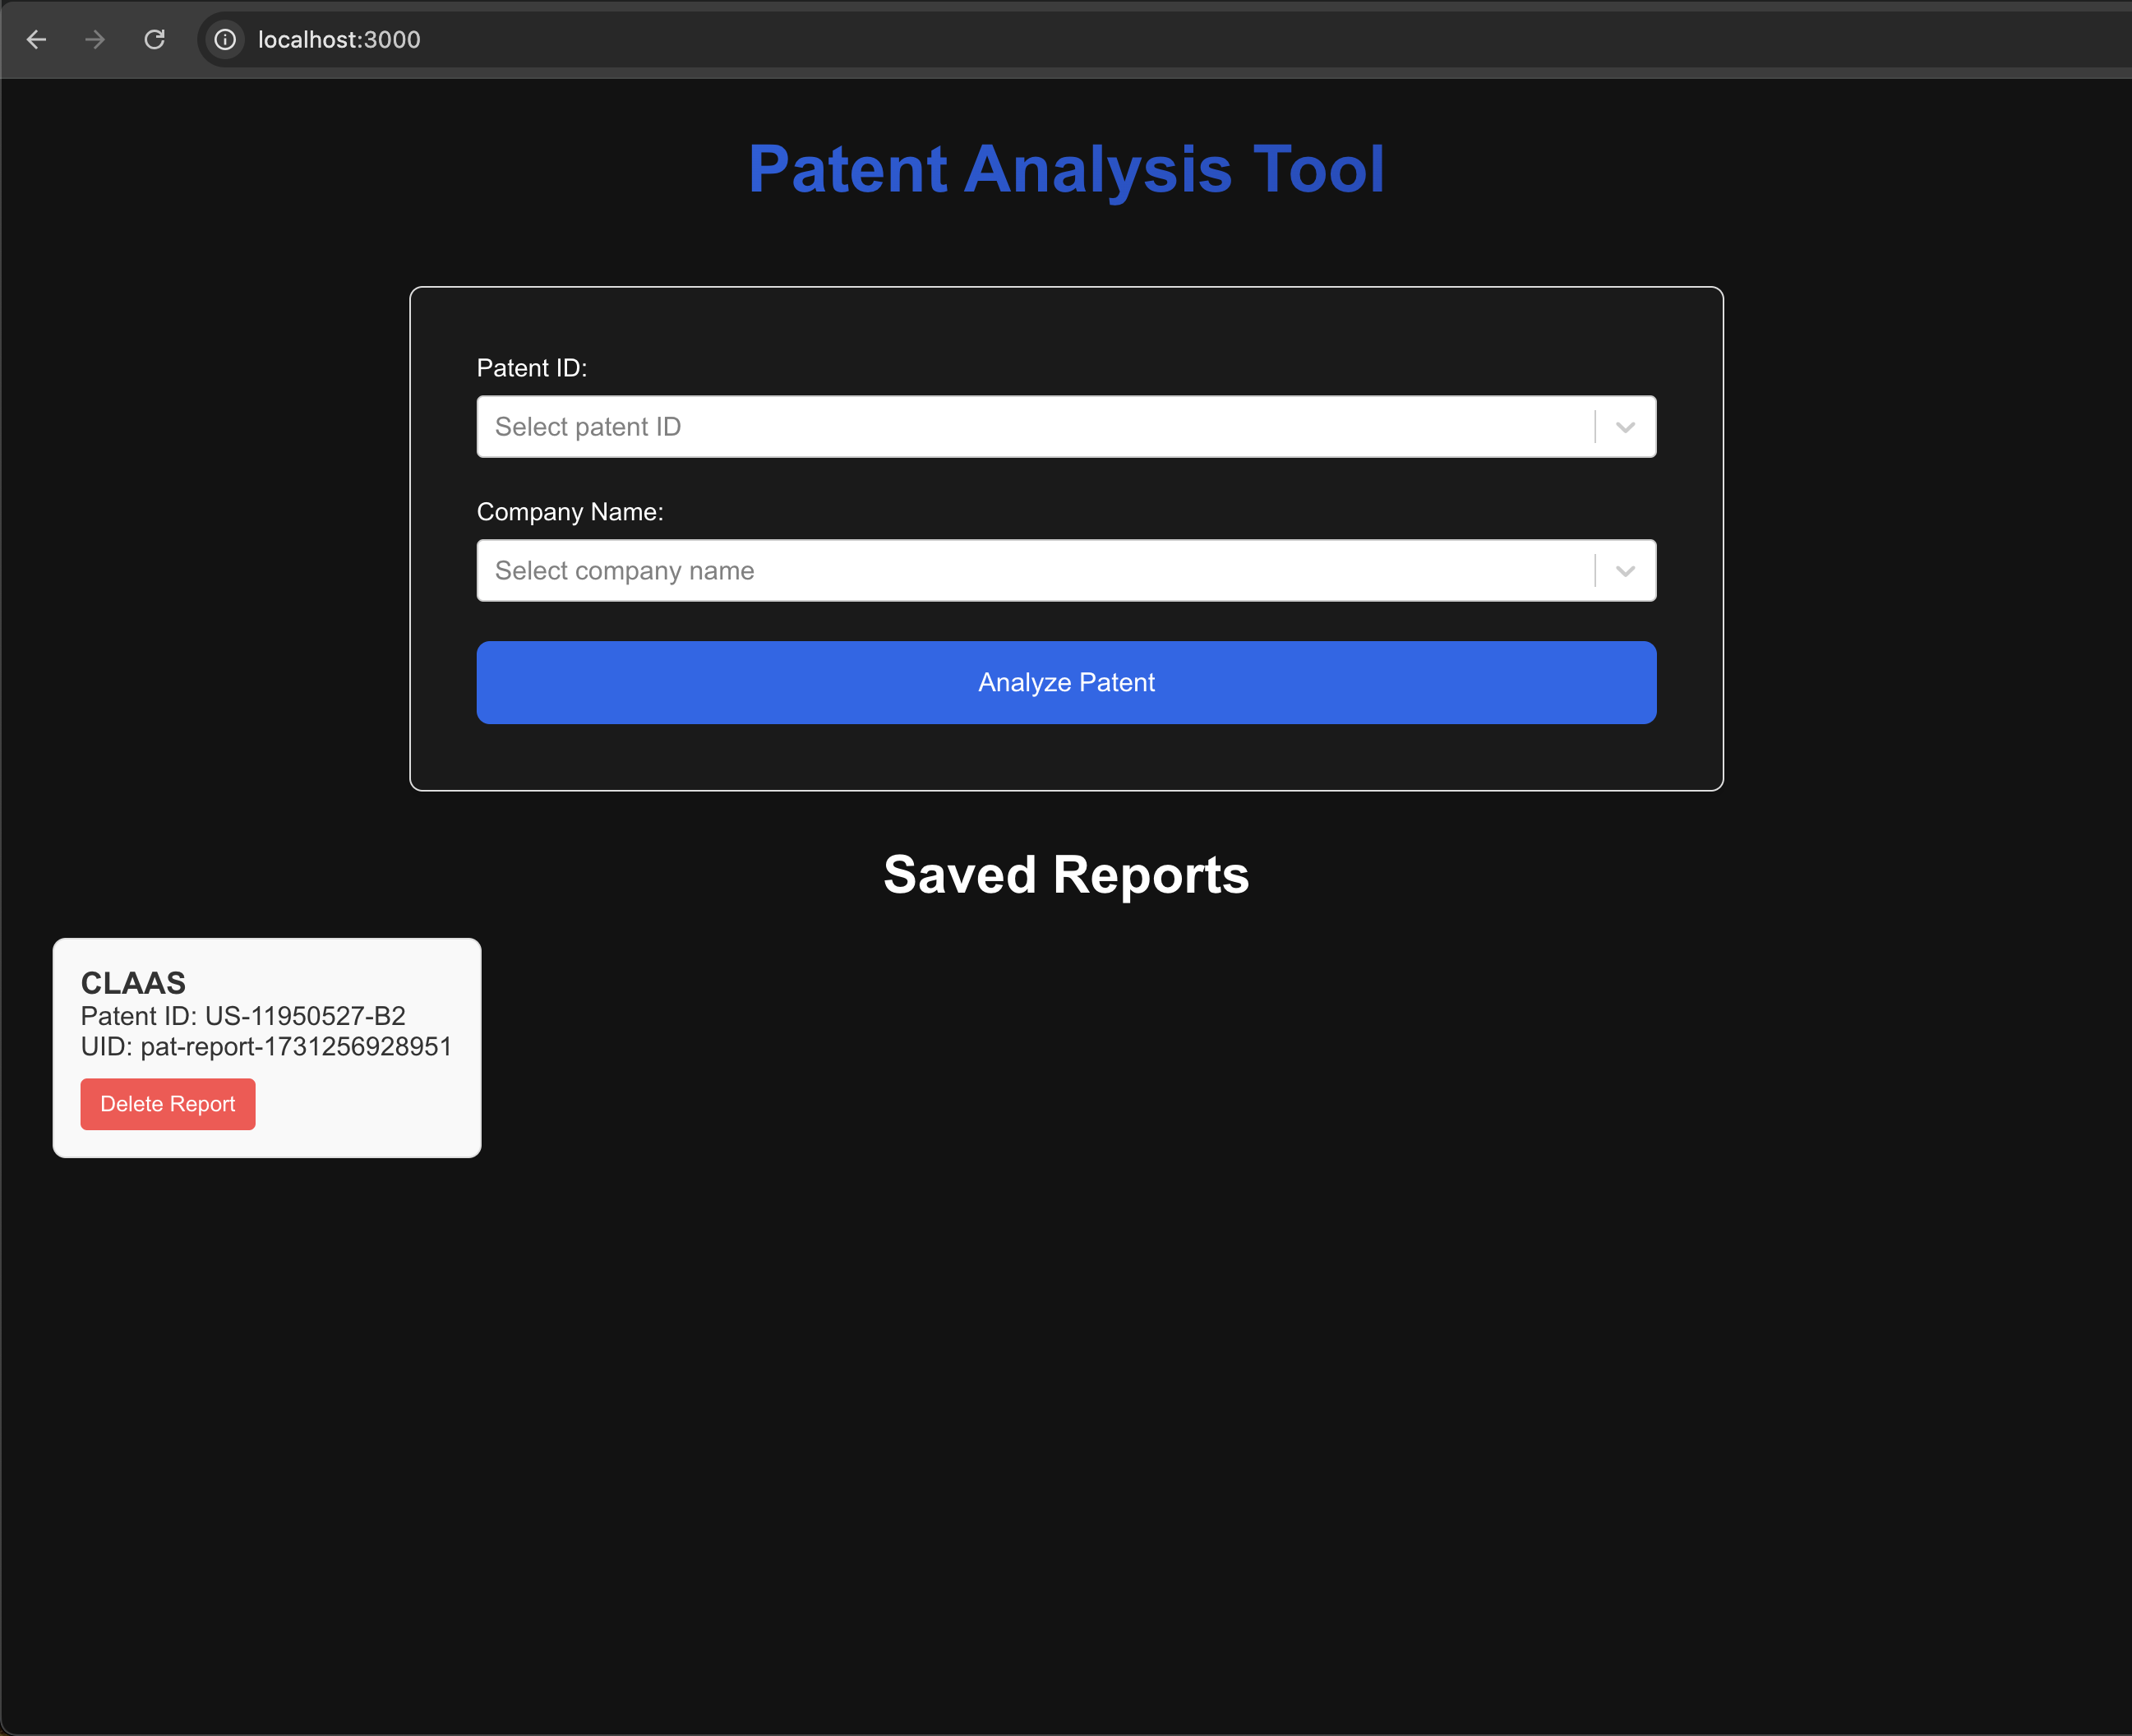 localhost:3000
Patent Analysis Tool
Patent ID:
Select patent ID
Company Name:
Select company name
Analyze Patent
Saved Reports
CLAAS
Patent ID: US-11950527-B2
UID: pat-report-1731256928951
Delete Report